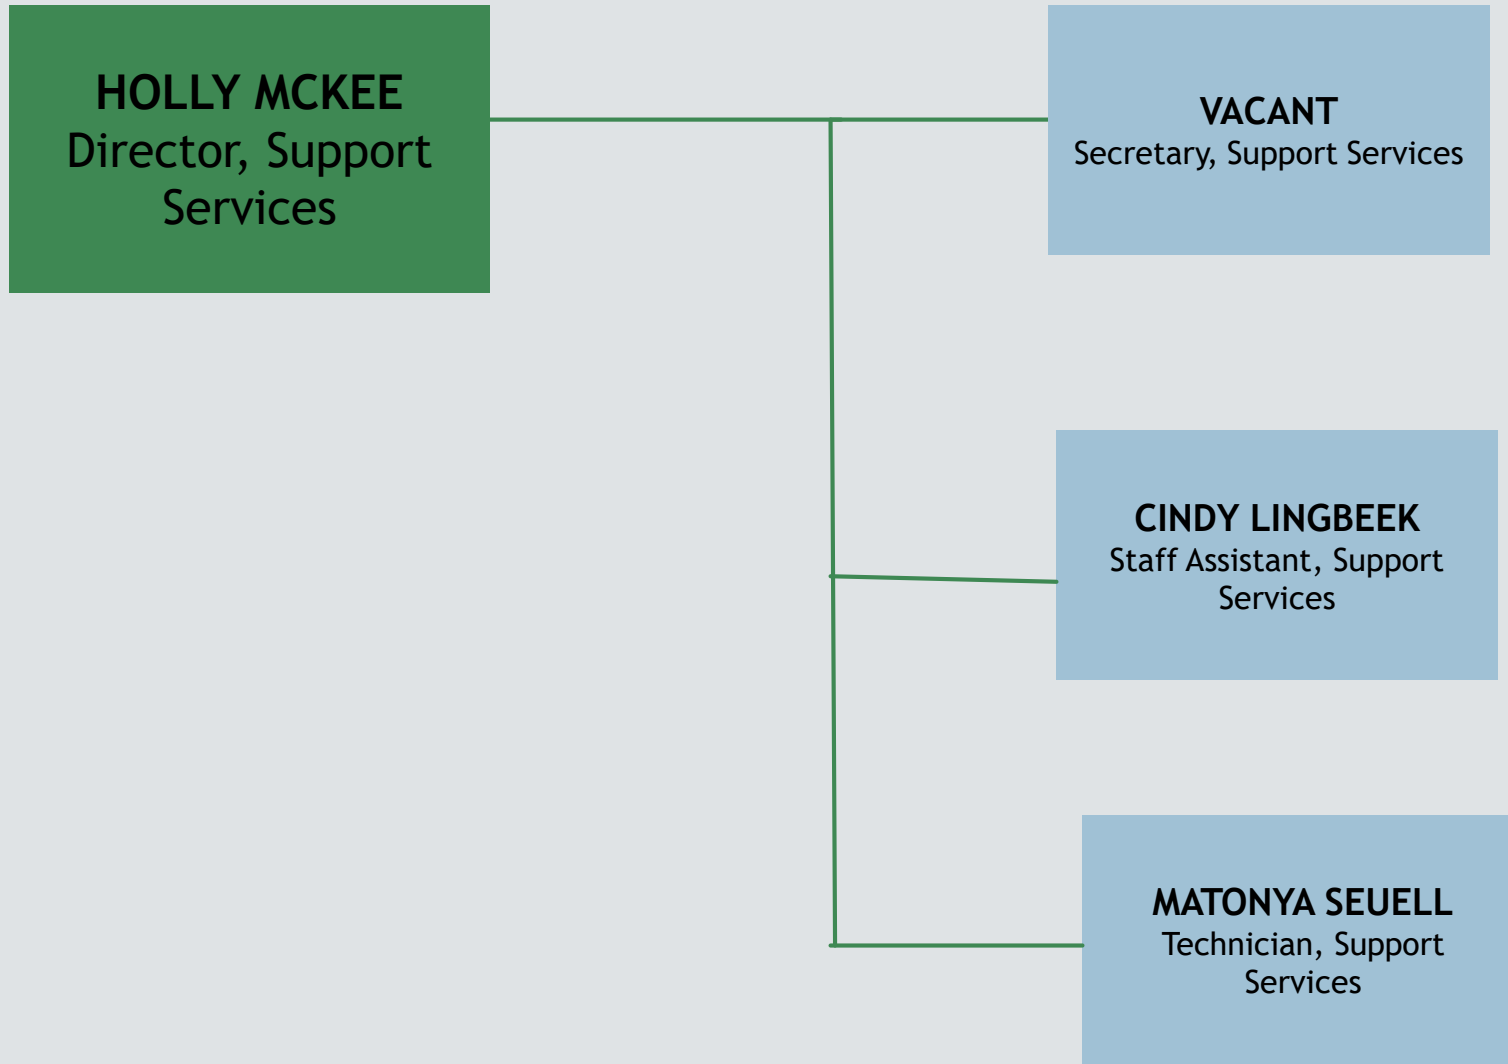 HOLLY MCKEE
Director, Support
Services
VACANT
Secretary, Support Services
CINDY LINGBEEK
Staff Assistant, Support
Services
MATONYA SEUELL
Technician, Support
Services